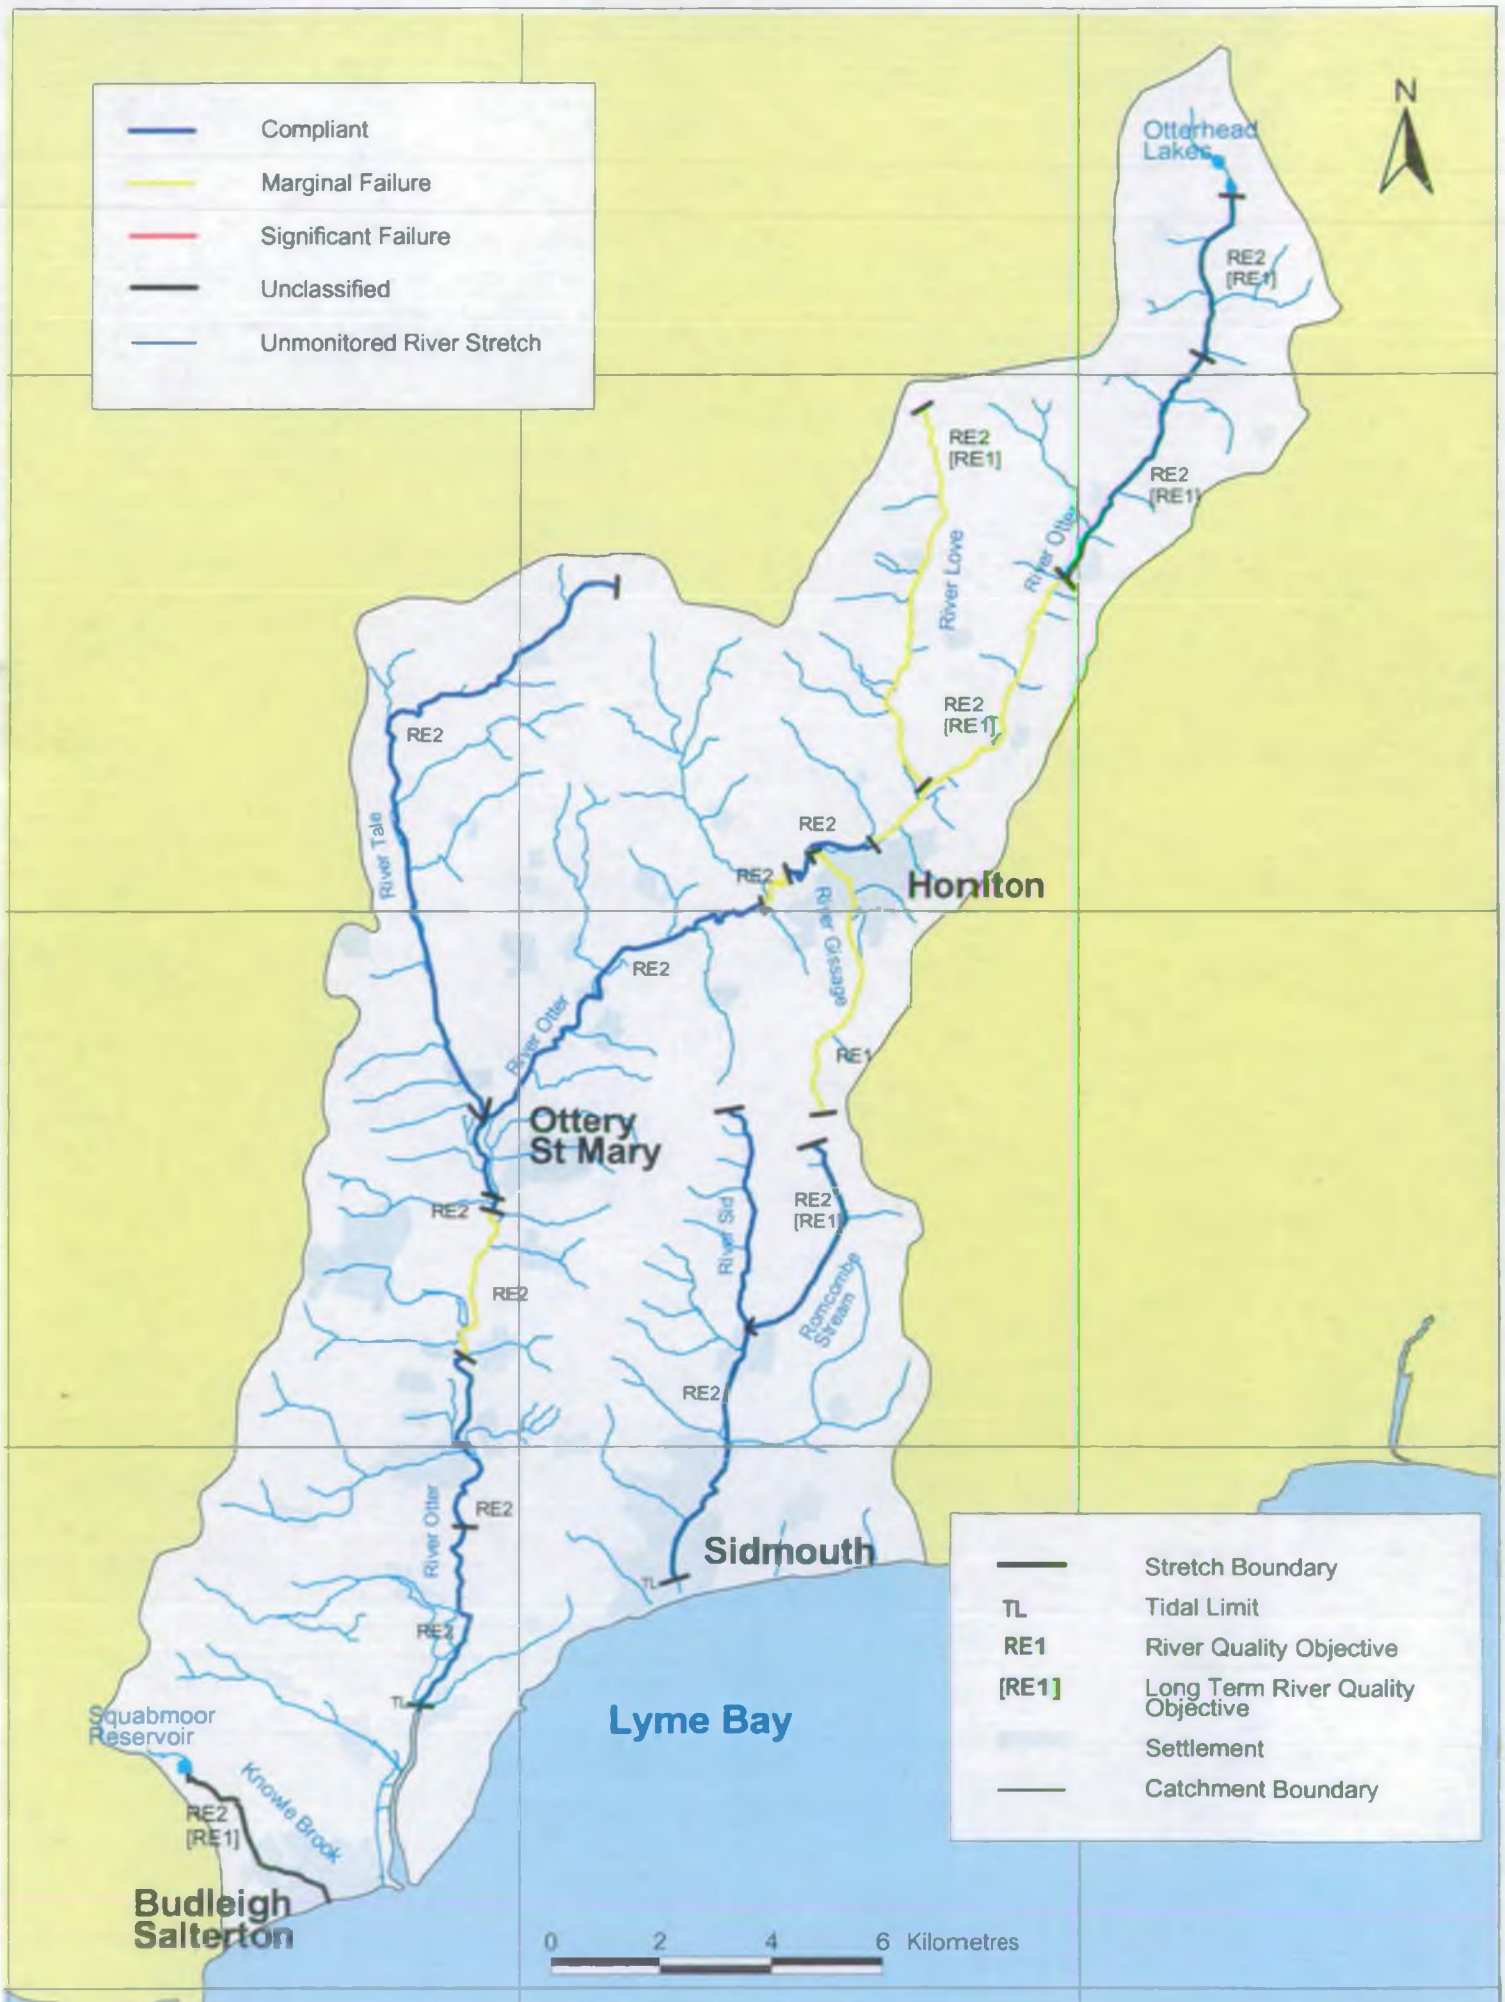 Compliant
Marginal Failure
Significant Failure
Unclassified
Unmonitored River Stretch
N
Otterhead
Lakes
RE2
[RE1]
RE2
[RE1]
RE2
[RE1]
River Otter
River Love
RE2
[RE1]
RE2
River Tale
RE2
RE2
Honiton
River Gissage
RE2
River Otter
RE1
Ottery
St Mary
RE2
[RE1]
RE2
River Sid
RE2
Romcombe
Stream
RE2
River Otter
RE2
Sidmouth
TL
RE2
TL
Squabmoor
Reservoir
Knowle Brook
RE2
[RE1]
Lyme Bay
Budleigh
Salterton
0 2 4 6 Kilometres
Stretch Boundary
TL Tidal Limit
RE1 River Quality Objective
[RE1] Long Term River Quality
Objective
Settlement
Catchment Boundary